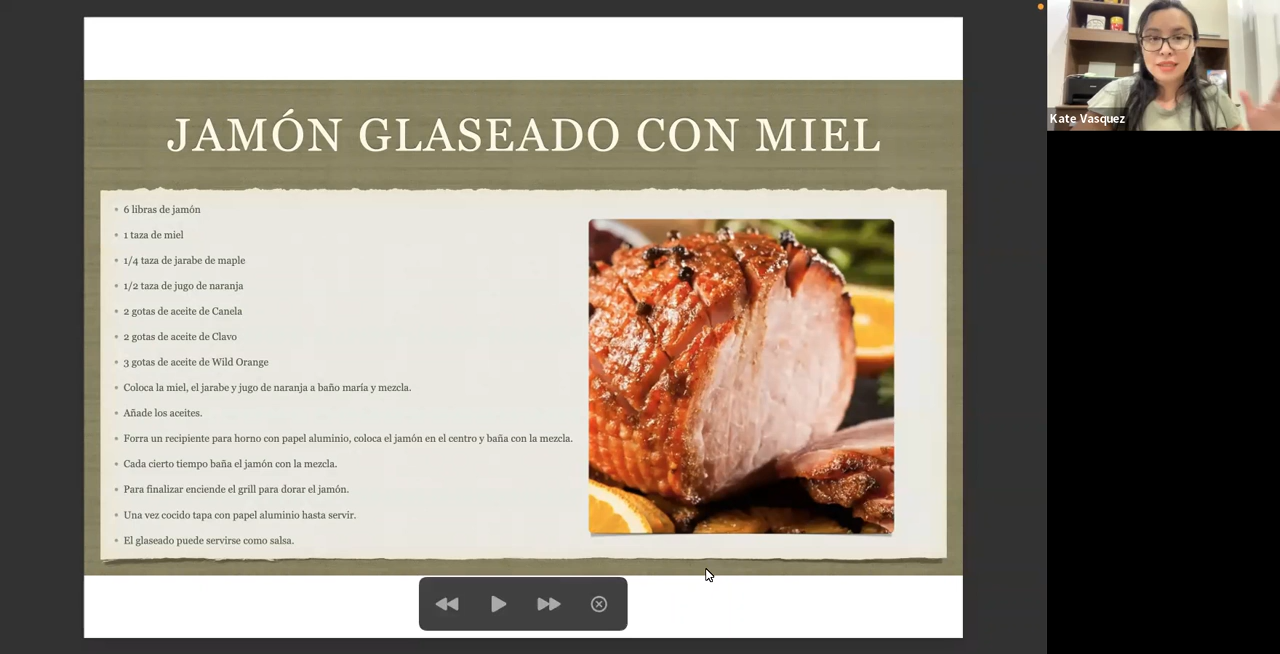 JAMÓN GLASEADO CON MIEL
6 libras de jamón
1 taza de miel
1/4 taza de jarabe de maple
1/2 taza de jugo de naranja
2 gotas de aceite de Canela
2 gotas de aceite de Clavo
3 gotas de aceite de Wild Orange
Coloca la miel, el jarabe y jugo de naranja a baño maría y mezcla.
Añade los aceites.
Forra un recipiente para horno con papel aluminio, coloca el jamón en el centro y baña con la mezcla.
Cada cierto tiempo baña el jamón con la mezcla.
Para finalizar enciende el grill para dorar el jamón.
Una vez cocido tapa con papel aluminio hasta servir.
El glaseado puede servirse como salsa.
Kate Vasquez